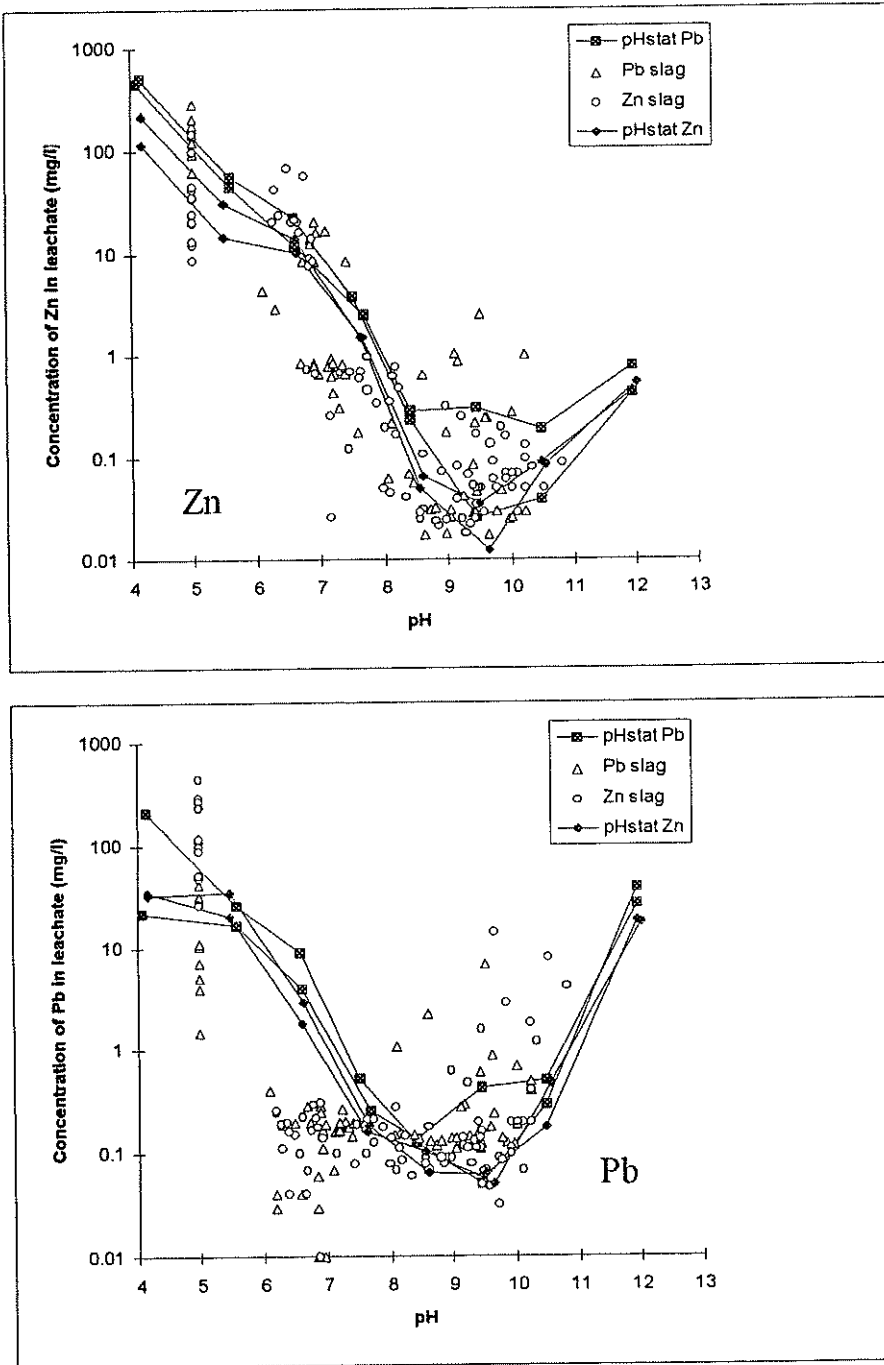 pHstat Pb
Pb slag
Zn slag
pHstat Zn
1000
100
10
1
0.1
0.01
Concentration of Zn in leachate (mg/l)
Zn
4 5 6 7 8 9 10 11 12 13
pH
pHstat Pb
Pb slag
Zn slag
pHstat Zn
1000
100
10
1
0.1
0.01
Concentration of Pb in leachate (mg/l)
Pb
4 5 6 7 8 9 10 11 12 13
pH